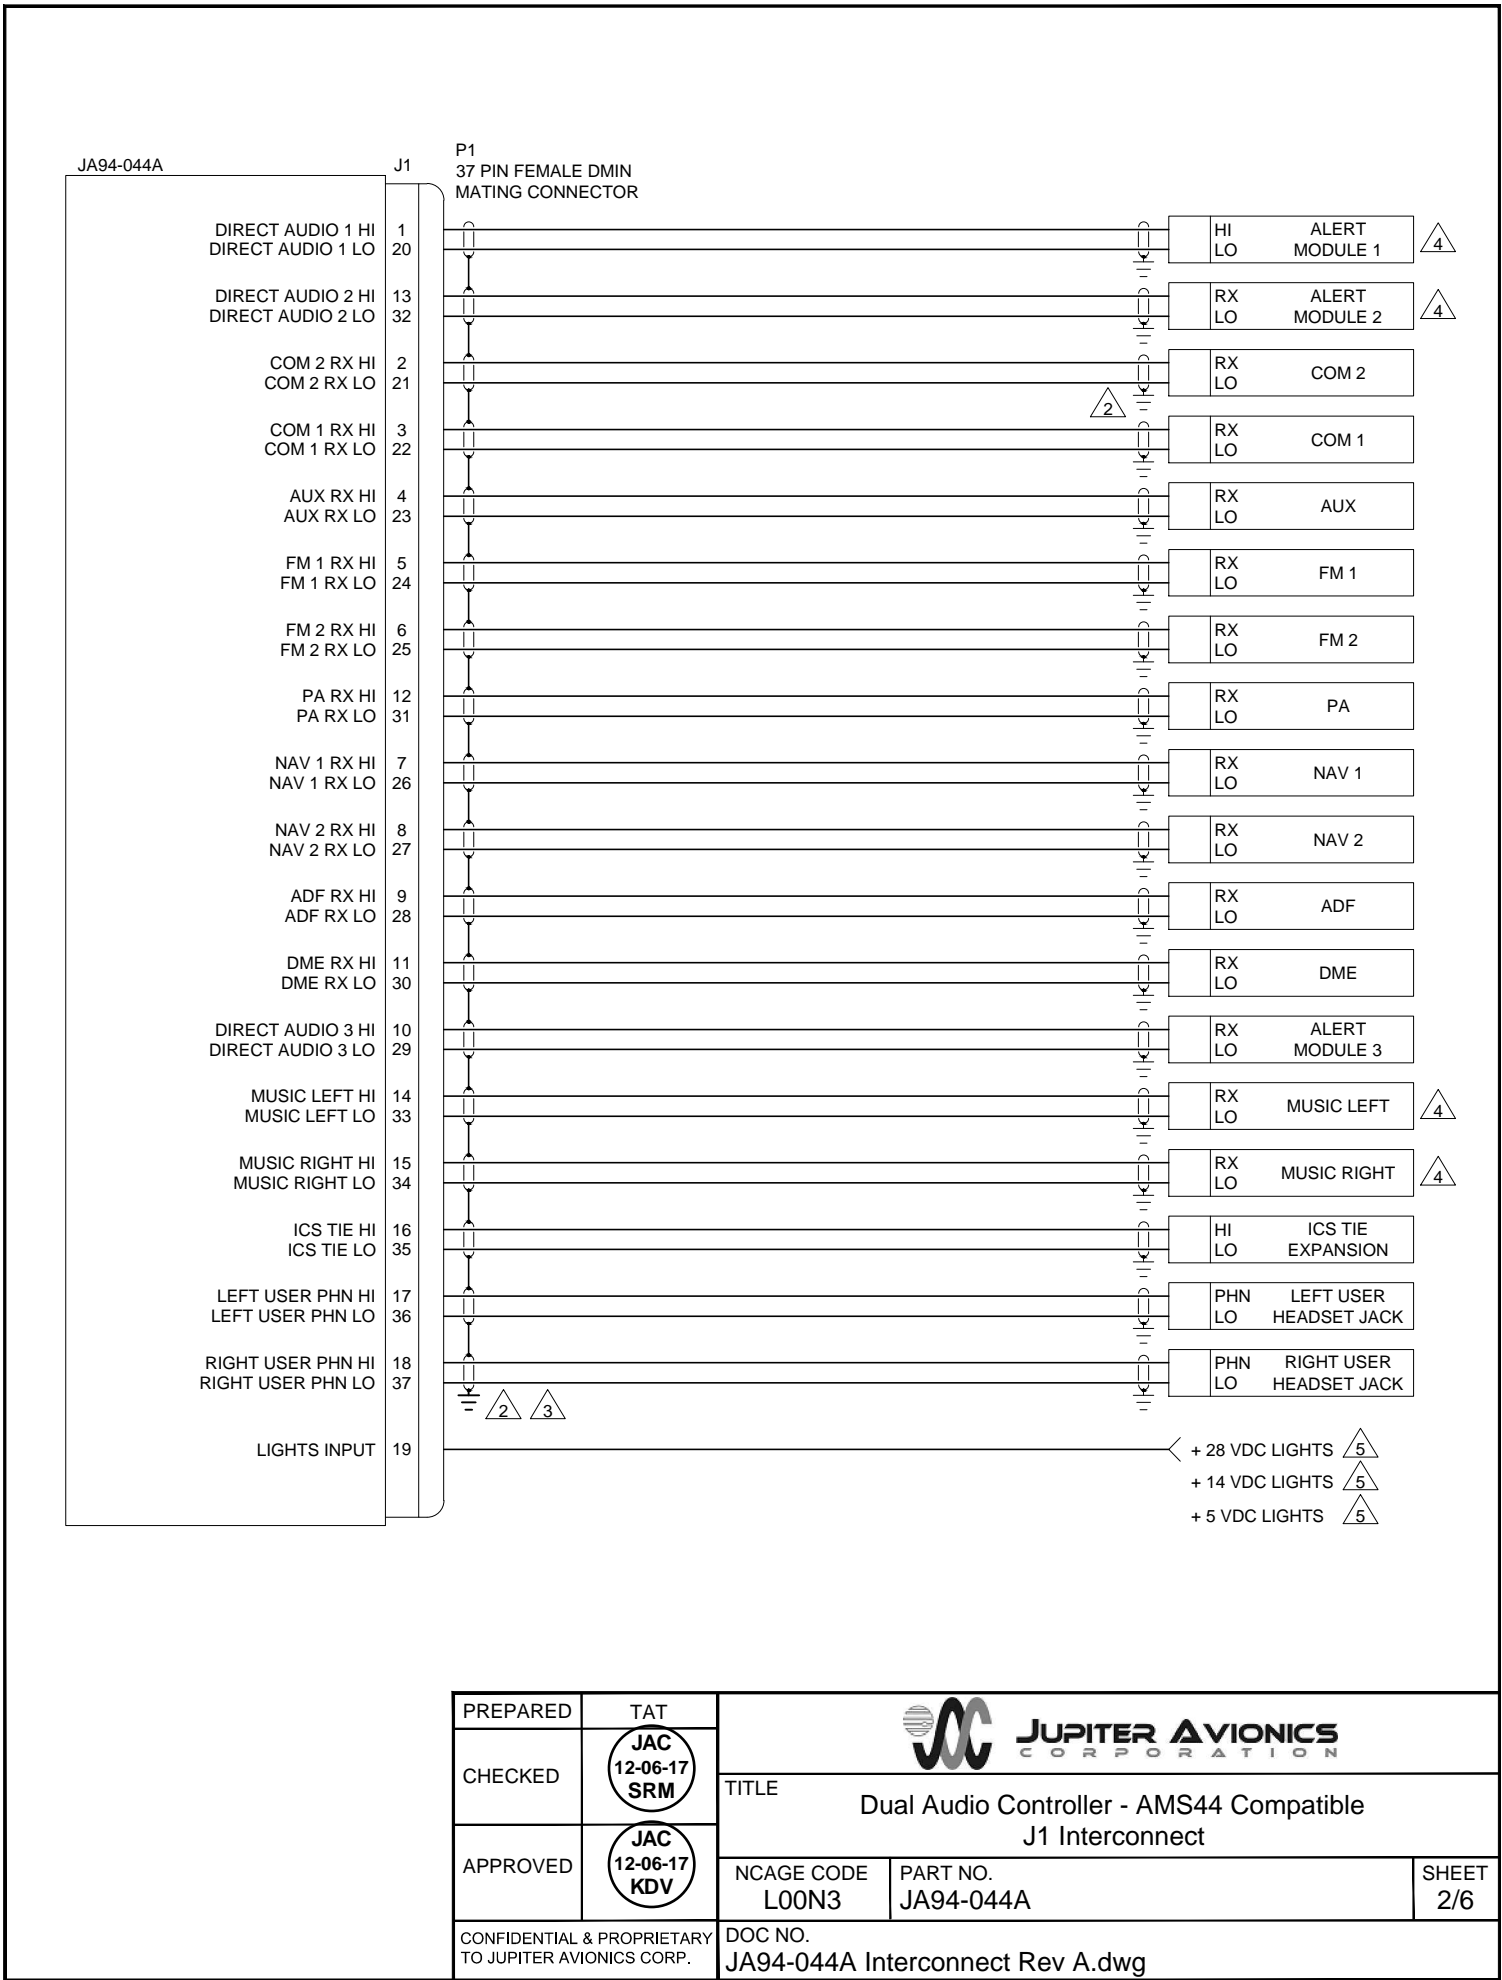 JA94-044A J1 P1
37 PIN FEMALE DMIN
MATING CONNECTOR
DIRECT AUDIO 1 HI 1 HI ALERT
DIRECT AUDIO 1 LO 20 LO MODULE 1 4
DIRECT AUDIO 2 HI 13 RX ALERT
DIRECT AUDIO 2 LO 32 LO MODULE 2 4
COM 2 RX HI 2 RX
COM 2 RX LO 21 LO COM 2
2
COM 1 RX HI 3 RX
COM 1 RX LO 22 LO COM 1
AUX RX HI 4 RX
AUX RX LO 23 LO AUX
FM 1 RX HI 5 RX
FM 1 RX LO 24 LO FM 1
FM 2 RX HI 6 RX
FM 2 RX LO 25 LO FM 2
PA RX HI 12 RX
PA RX LO 31 LO PA
NAV 1 RX HI 7 RX
NAV 1 RX LO 26 LO NAV 1
NAV 2 RX HI 8 RX
NAV 2 RX LO 27 LO NAV 2
ADF RX HI 9 RX
ADF RX LO 28 LO ADF
DME RX HI 11 RX
DME RX LO 30 LO DME
DIRECT AUDIO 3 HI 10 RX ALERT
DIRECT AUDIO 3 LO 29 LO MODULE 3
MUSIC LEFT HI 14 RX
MUSIC LEFT LO 33 LO MUSIC LEFT 4
MUSIC RIGHT HI 15 RX
MUSIC RIGHT LO 34 LO MUSIC RIGHT 4
ICS TIE HI 16 HI ICS TIE
ICS TIE LO 35 LO EXPANSION
LEFT USER PHN HI 17 PHN LEFT USER
LEFT USER PHN LO 36 LO HEADSET JACK
RIGHT USER PHN HI 18 PHN RIGHT USER
RIGHT USER PHN LO 37 LO HEADSET JACK
2 3
LIGHTS INPUT 19 + 28 VDC LIGHTS 5
+ 14 VDC LIGHTS 5
+ 5 VDC LIGHTS 5
PREPARED TAT
CHECKED JAC
12-06-17
SRM
APPROVED JAC
12-06-17
KDV
CONFIDENTIAL & PROPRIETARY
TO JUPITER AVIONICS CORP.
JUPITER AVIONICS
CORPORATION
TITLE
Dual Audio Controller - AMS44 Compatible
J1 Interconnect
NCAGE CODE
L00N3
PART NO.
JA94-044A
SHEET
2/6
DOC NO.
JA94-044A Interconnect Rev A.dwg